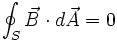 ∮_S B⃗ · dA⃗ = 0